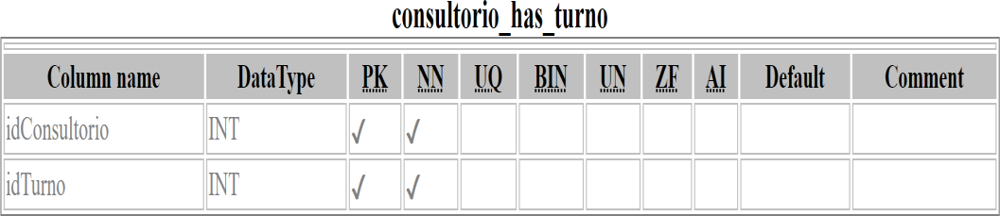 consultorio_has_turno
Column name DataType PK NN UQ BIN UN ZF AI Default Comment
idConsultorio INT √ √
idTurno INT √ √